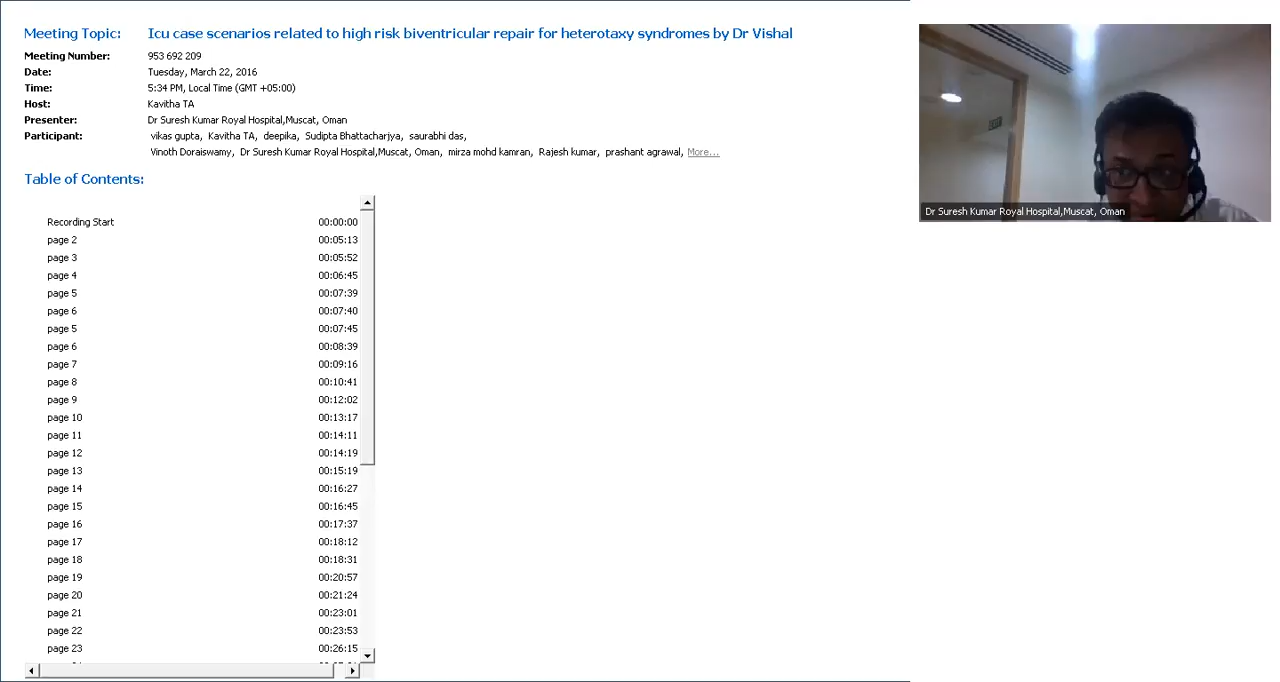 Meeting Topic: Icu case scenarios related to high risk biventricular repair for heterotaxy syndromes by Dr Vishal
Meeting Number: 953 692 209
Date: Tuesday, March 22, 2016
Time: 5:34 PM, Local Time (GMT +05:00)
Host: Kavitha TA
Presenter: Dr Suresh Kumar Royal Hospital,Muscat, Oman
Participant: vikas gupta, Kavitha TA, deepika, Sudipta Bhattacharjya, saurabhi das,
Vinoth Doraiswamy, Dr Suresh Kumar Royal Hospital,Muscat, Oman, mirza mohd kamran, Rajesh kumar, prashant agrawal, More...
Table of Contents:
Recording Start 00:00:00
page 2 00:05:13
page 3 00:05:52
page 4 00:06:45
page 5 00:07:39
page 6 00:07:40
page 5 00:07:45
page 6 00:08:39
page 7 00:09:16
page 8 00:10:41
page 9 00:12:02
page 10 00:13:17
page 11 00:14:11
page 12 00:14:19
page 13 00:15:19
page 14 00:16:27
page 15 00:16:45
page 16 00:17:37
page 17 00:18:12
page 18 00:18:31
page 19 00:20:57
page 20 00:21:24
page 21 00:23:01
page 22 00:23:53
page 23 00:26:15
Dr Suresh Kumar Royal Hospital,Muscat, Oman